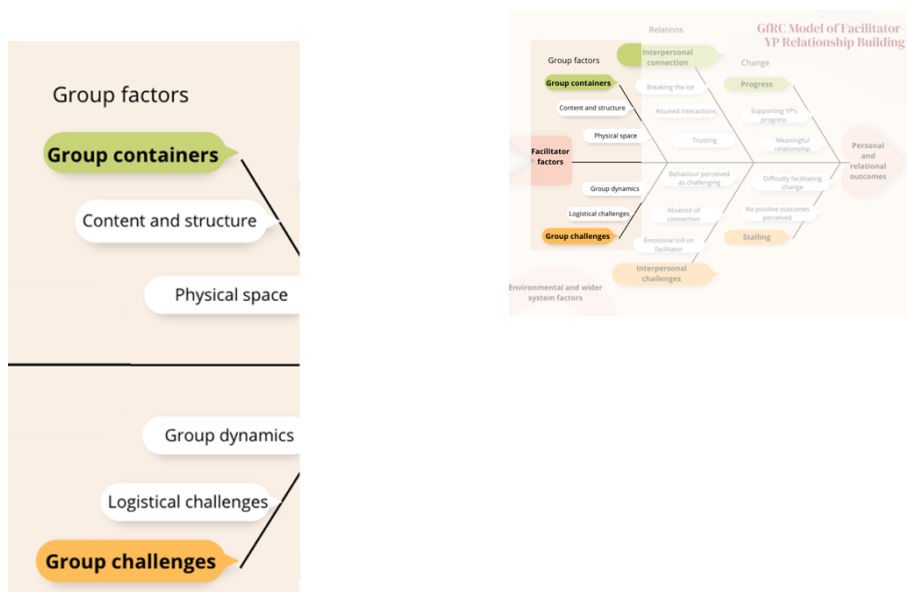 Group factors
Group containers
Content and structure
Physical space
Group dynamics
Logistical challenges
Group challenges
GfRC Model of Facilitator-
YP Relationship Building
Relations
Interpersonal
connection
Group factors
Change
Group containers
Breaking the ice
Progress
Content and structure
Attuned interactions
Supporting YP's
progress
Physical space
Trusting
Meaningful
relationship
Facilitator
factors
Personal
and
relational
outcomes
Behaviour perceived
as challenging
Difficulty facilitating
change
Group dynamics
Logistical challenges
Absence of
connection
No positive outcomes
perceived
Group challenges
Emotional toll on
facilitator
Stalling
Interpersonal
challenges
Environmental and wider
system factors